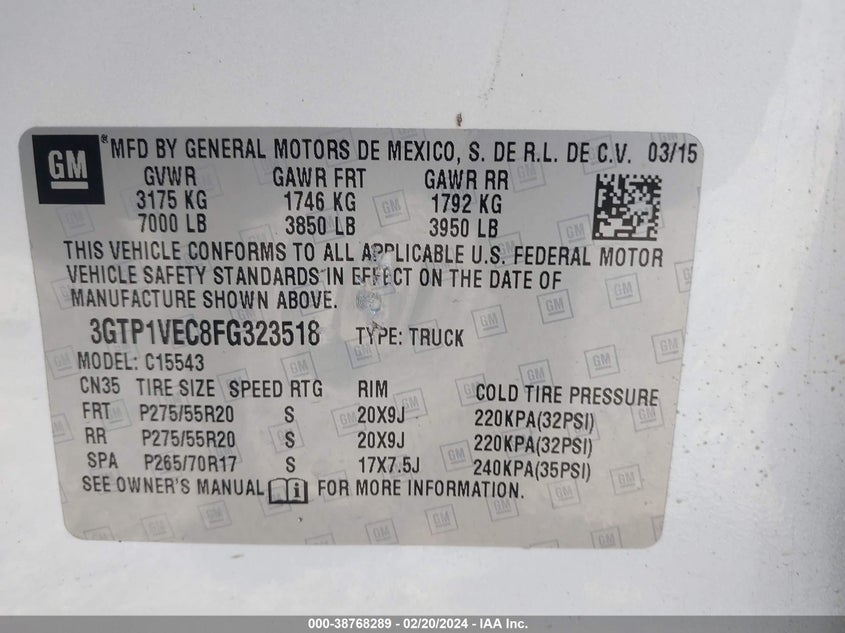 GM ® MFD BY GENERAL MOTORS DE MEXICO, S. DE R.L. DE C.V. 03/15
GVWR GAWR FRT GAWR RR
3175 KG 1746 KG 1792 KG
7000 LB 3850 LB 3950 LB
THIS VEHICLE CONFORMS TO ALL APPLICABLE U.S. FEDERAL MOTOR
VEHICLE SAFETY STANDARDS IN EFFECT ON THE DATE OF
MANUFACTURE SHOWN ABOVE.
3GTP1VEC8FG323518 TYPE: TRUCK
MODEL: C15543
CN35 TIRE SIZE SPEED RTG RIM COLD TIRE PRESSURE
FRT P275/55R20 S 20X9J 220KPA(32PSI)
RR P275/55R20 S 20X9J 220KPA(32PSI)
SPA P265/70R17 S 17X7.5J 240KPA(35PSI)
SEE OWNER'S MANUAL i FOR MORE INFORMATION.
000-38768289 - 02/20/2024 - IAA Inc.